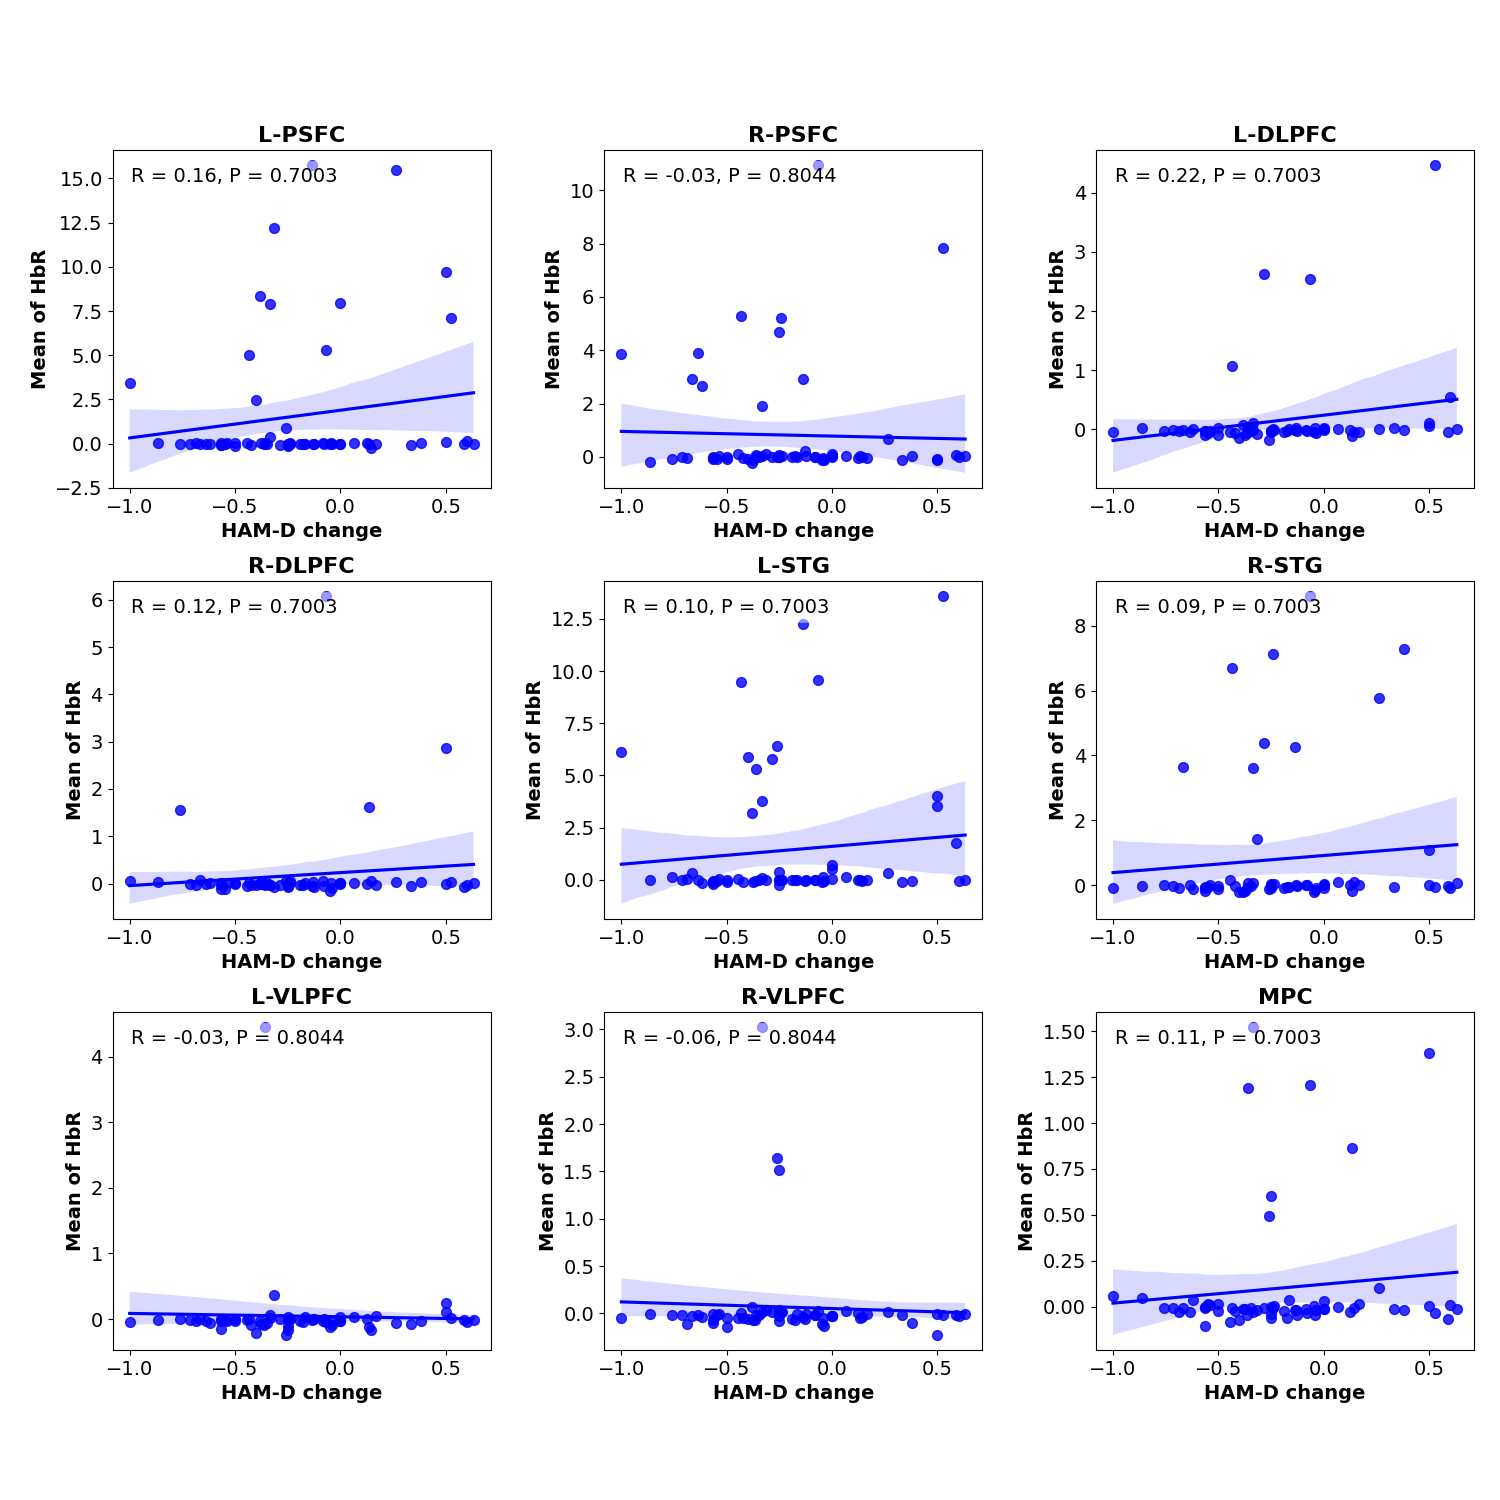 L-PSFC
R = 0.16, P = 0.7003
Mean of HbR
15.0
12.5
10.0
7.5
5.0
2.5
0.0
−2.5
−1.0 −0.5 0.0 0.5
HAM-D change
R-PSFC
R = -0.03, P = 0.8044
Mean of HbR
10
8
6
4
2
0
−1.0 −0.5 0.0 0.5
HAM-D change
L-DLPFC
R = 0.22, P = 0.7003
Mean of HbR
4
3
2
1
0
−1.0 −0.5 0.0 0.5
HAM-D change
R-DLPFC
R = 0.12, P = 0.7003
Mean of HbR
6
5
4
3
2
1
0
−1.0 −0.5 0.0 0.5
HAM-D change
L-STG
R = 0.10, P = 0.7003
Mean of HbR
12.5
10.0
7.5
5.0
2.5
0.0
−1.0 −0.5 0.0 0.5
HAM-D change
R-STG
R = 0.09, P = 0.7003
Mean of HbR
8
6
4
2
0
−1.0 −0.5 0.0 0.5
HAM-D change
L-VLPFC
R = -0.03, P = 0.8044
Mean of HbR
4
3
2
1
0
−1.0 −0.5 0.0 0.5
HAM-D change
R-VLPFC
R = -0.06, P = 0.8044
Mean of HbR
3.0
2.5
2.0
1.5
1.0
0.5
0.0
−1.0 −0.5 0.0 0.5
HAM-D change
MPC
R = 0.11, P = 0.7003
Mean of HbR
1.50
1.25
1.00
0.75
0.50
0.25
0.00
−1.0 −0.5 0.0 0.5
HAM-D change